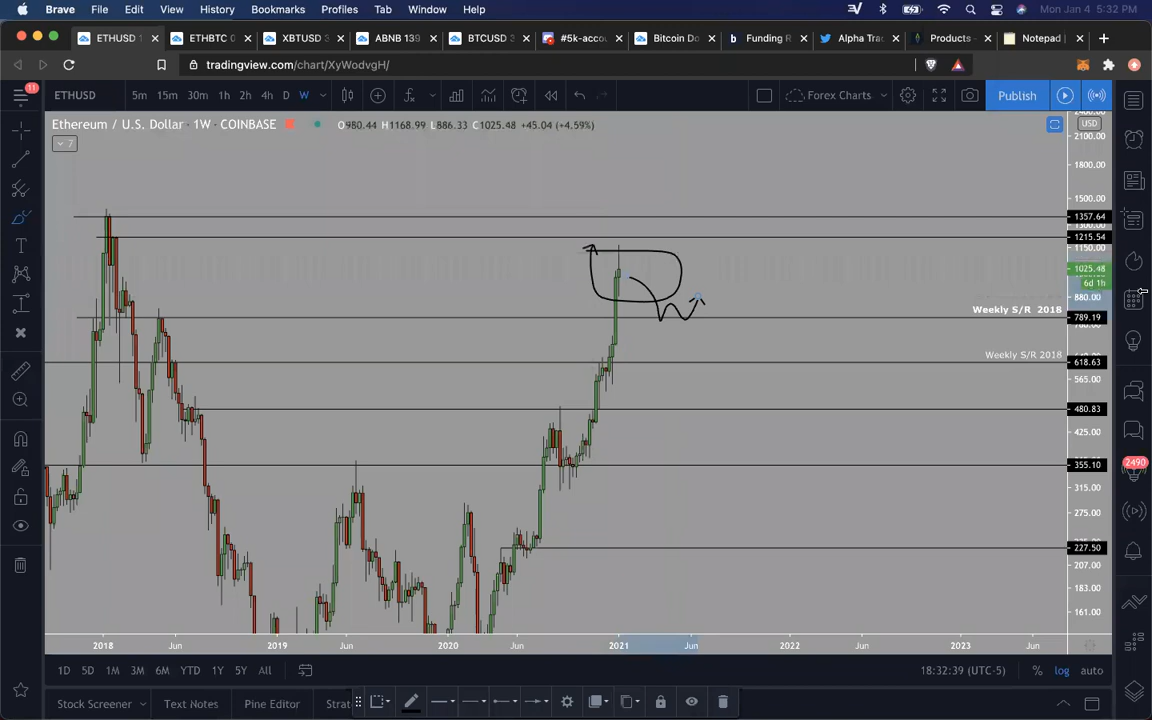 Brave File Edit View History Bookmarks Profiles Tab Window Help Mon Jan 4 5:32 PM
ETHUSD 1 ETHBTC 0 XBTUSD 3 ABNB 139 BTCUSD 3 #5k-accou Bitcoin Do Funding R Alpha Tra Products - Notepad |
tradingview.com/chart/XyWodvgH/
11
ETHUSD 5m 15m 30m 1h 2h 4h D W Forex Charts Publish
Ethereum / U.S. Dollar · 1W · COINBASE O980.44 H1168.99 L886.33 C1025.48 +45.04 (+4.59%)
USD
2100.00
7
1800.00
1500.00
1357.64
1215.54
1150.00
1025.48
6d 1h
880.00
Weekly S/R 2018
789.19
Weekly S/R 2018
618.63
565.00
480.83
425.00
355.10
2490
315.00
275.00
227.50
207.00
183.00
161.00
2018 Jun 2019 Jun 2020 Jun 2021 Jun 2022 Jun 2023 Jun
1D 5D 1M 3M 6M YTD 1Y 5Y All 18:32:39 (UTC-5) % log auto
Stock Screener Text Notes Pine Editor Strat